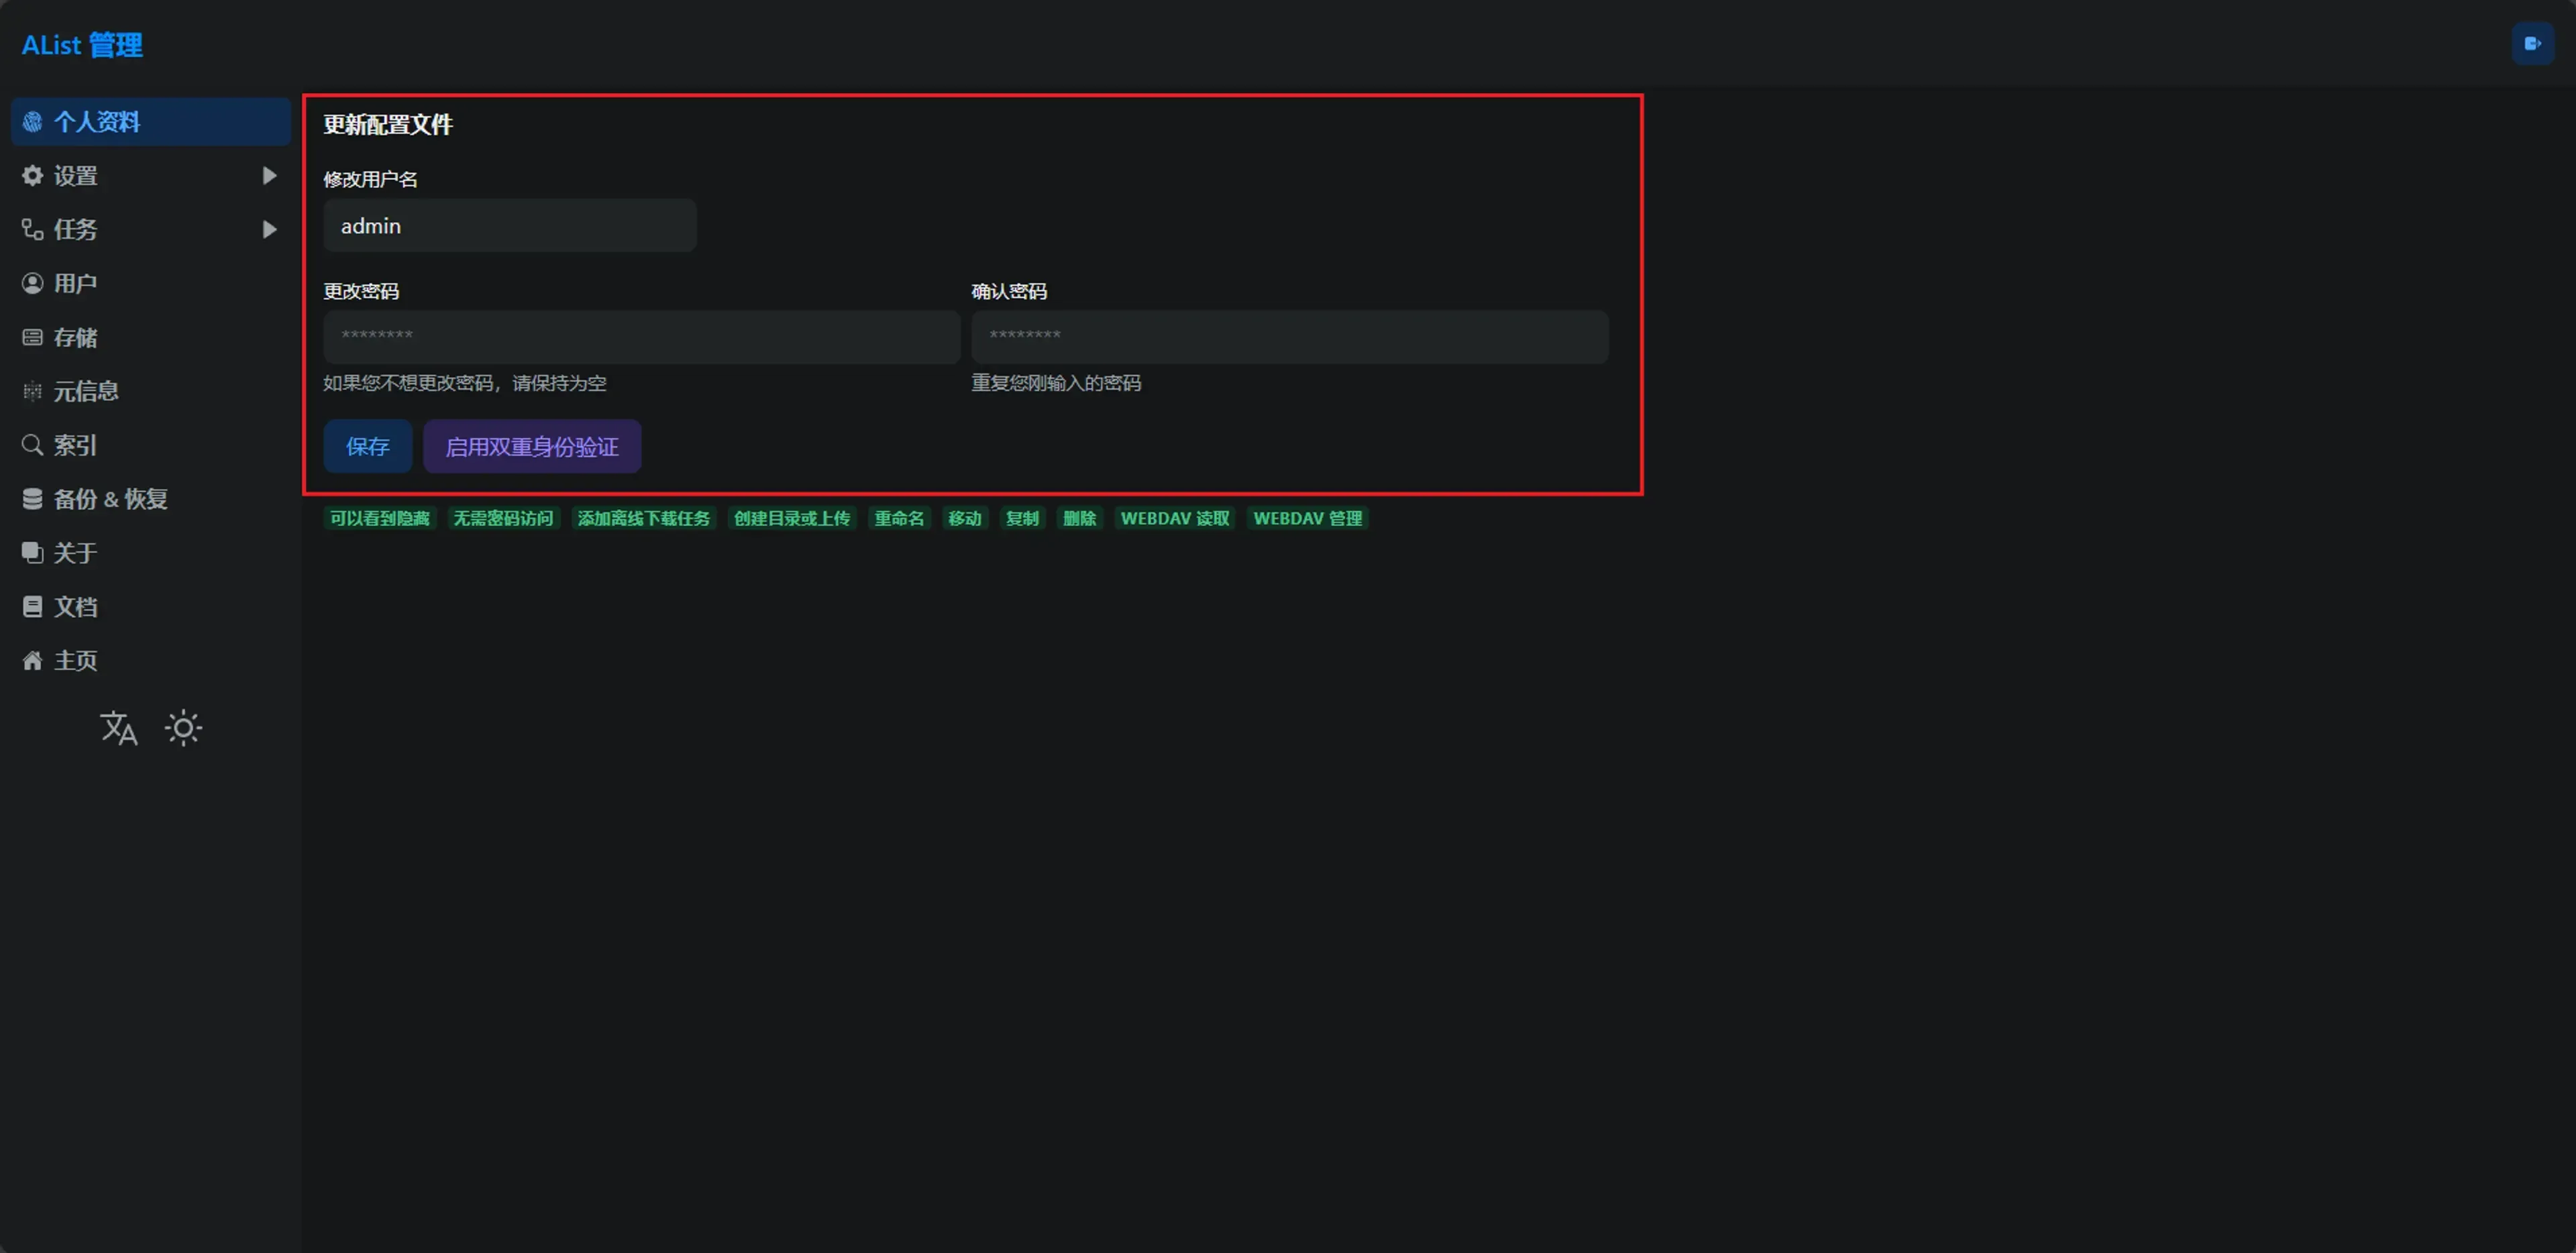 AList 管理
个人资料
设置
任务
用户
存储
元信息
索引
备份 & 恢复
关于
文档
主页
更新配置文件
修改用户名
admin
更改密码 确认密码
******** ********
如果您不想更改密码，请保持为空 重复您刚输入的密码
保存 启用双重身份验证
可以看到隐藏 无需密码访问 添加离线下载任务 创建目录或上传 重命名 移动 复制 删除 WEBDAV 读取 WEBDAV 管理